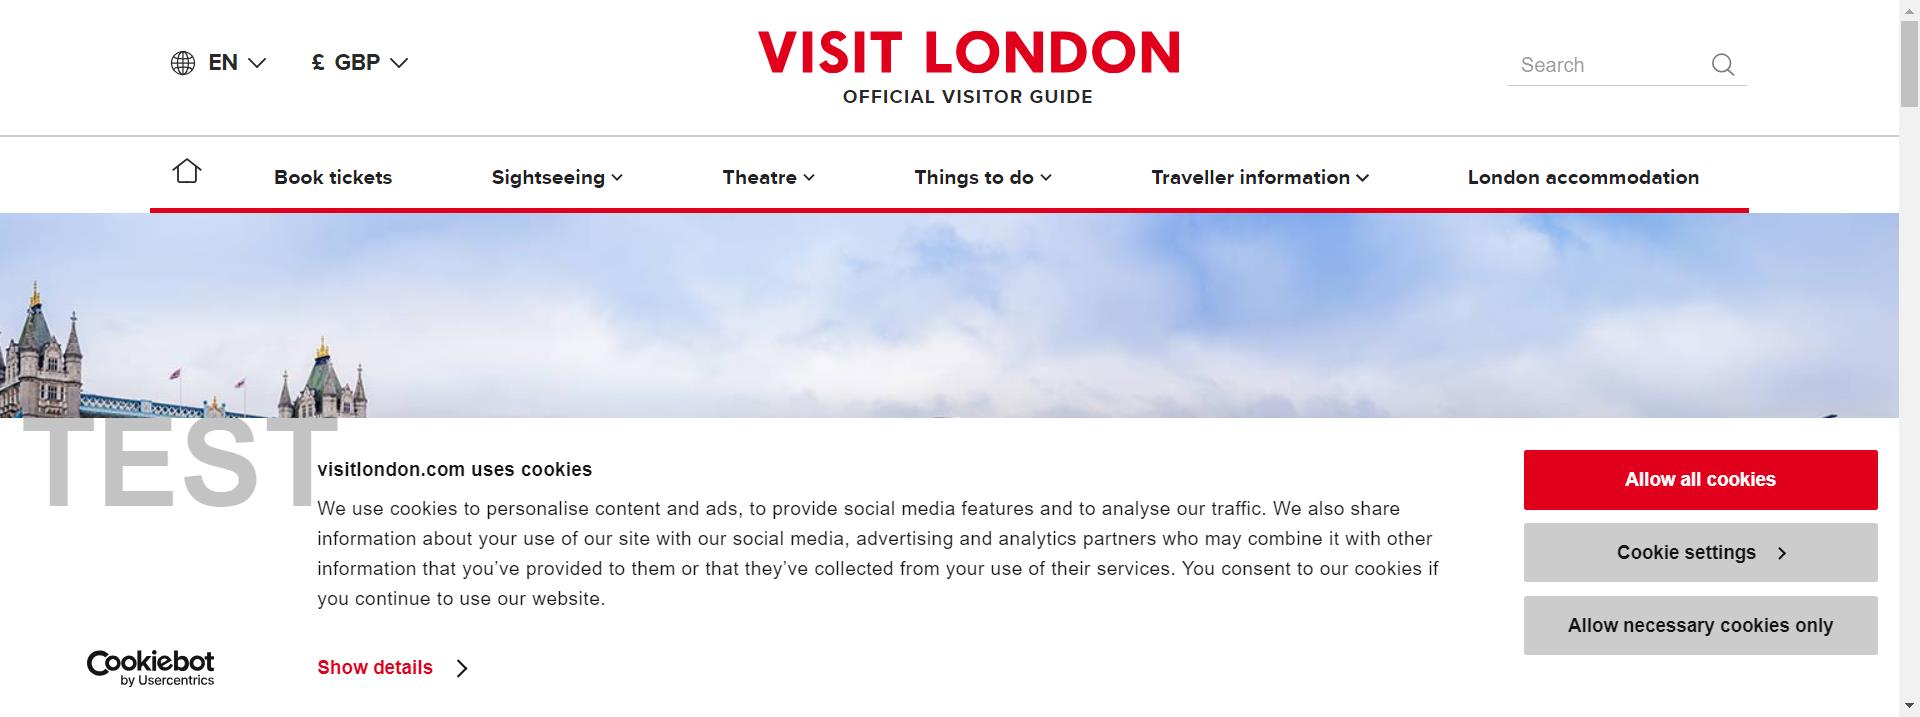 EN
£ GBP
VISIT LONDON
OFFICIAL VISITOR GUIDE
Search
Book tickets
Sightseeing
Theatre
Things to do
Traveller information
London accommodation
TEST
visitlondon.com uses cookies
We use cookies to personalise content and ads, to provide social media features and to analyse our traffic. We also share
information about your use of our site with our social media, advertising and analytics partners who may combine it with other
information that you’ve provided to them or that they’ve collected from your use of their services. You consent to our cookies if
you continue to use our website.
Show details
Allow all cookies
Cookie settings
Allow necessary cookies only
Cookiebot
by Usercentrics